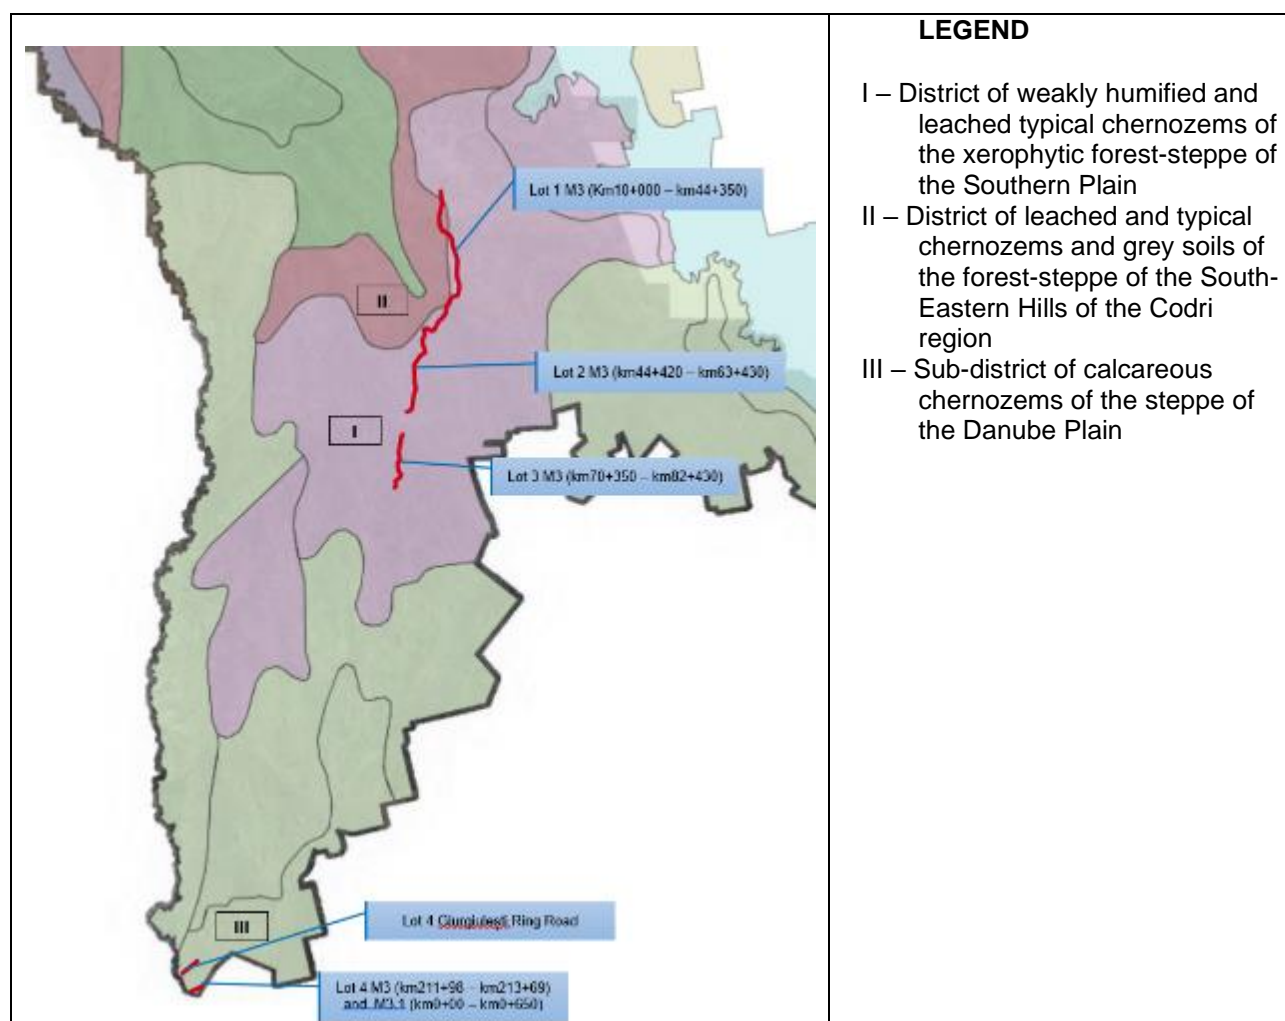 LEGEND
I – District of weakly humified and
leached typical chernozems of
the xerophytic forest-steppe of
the Southern Plain
II – District of leached and typical
chernozems and grey soils of
the forest-steppe of the South-
Eastern Hills of the Codri
region
III – Sub-district of calcareous
chernozems of the steppe of
the Danube Plain
Lot 1 M3 (Km10+000 – km44+350)
II
Lot 2 M3 (km44+420 – km63+430)
I
Lot 3 M3 (km70+350 – km82+430)
Lot 4 Giurgiulești Ring Road
III
Lot 4 M3 (km211+98 – km213+69)
and M3.1 (km0+00 – km0+650)